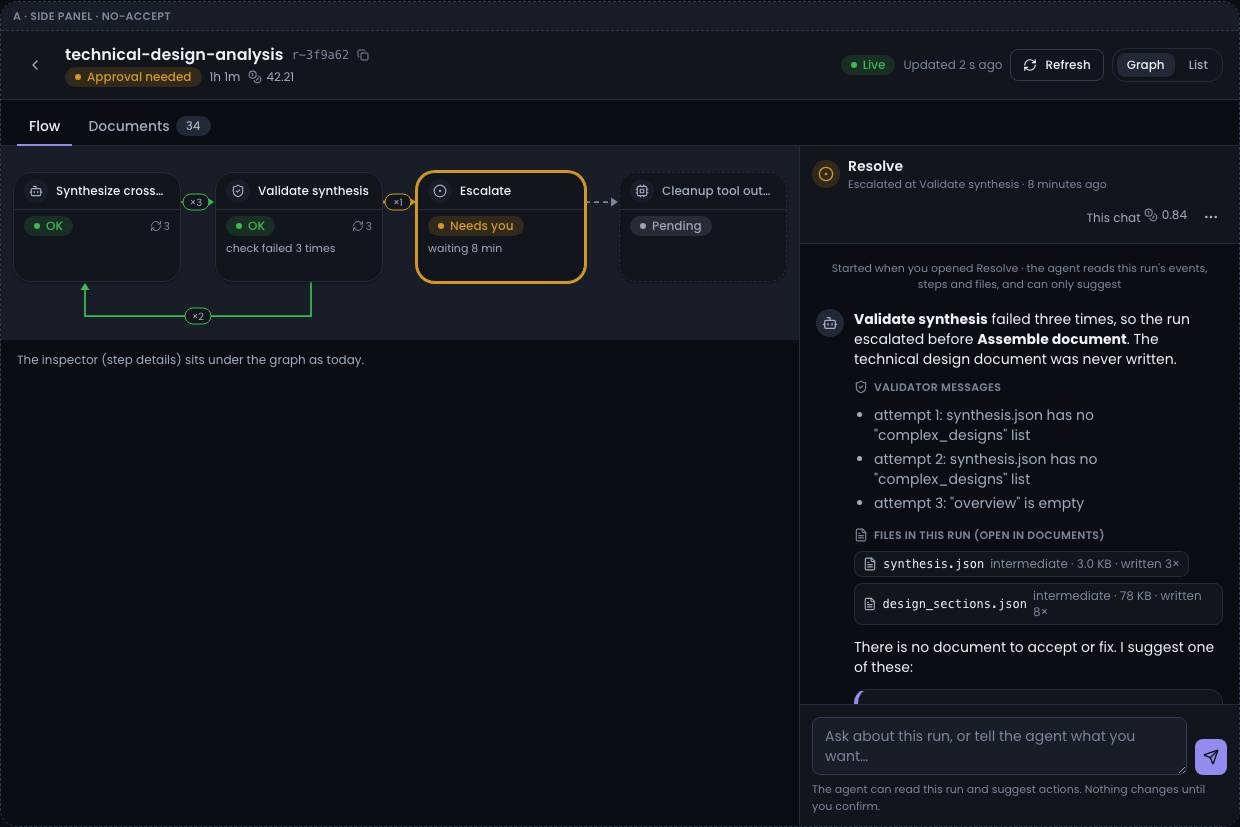 A · SIDE PANEL · NO-ACCEPT
technical-design-analysis r-3f9a62
Approval needed 1h 1m 42.21
Live Updated 2 s ago Refresh Graph List
Flow Documents 34
Synthesize cross...
OK 3
×3
Validate synthesis
OK 3
check failed 3 times
×1
Escalate
Needs you
waiting 8 min
Cleanup tool out...
Pending
×2
The inspector (step details) sits under the graph as today.
Resolve
Escalated at Validate synthesis · 8 minutes ago
This chat 0.84
Started when you opened Resolve · the agent reads this run's events,
steps and files, and can only suggest
Validate synthesis failed three times, so the run
escalated before Assemble document. The
technical design document was never written.
VALIDATOR MESSAGES
• attempt 1: synthesis.json has no
"complex_designs" list
• attempt 2: synthesis.json has no
"complex_designs" list
• attempt 3: "overview" is empty
FILES IN THIS RUN (OPEN IN DOCUMENTS)
synthesis.json intermediate · 3.0 KB · written 3×
design_sections.json intermediate · 78 KB · written
8×
There is no document to accept or fix. I suggest one
of these:
Ask about this run, or tell the agent what you
want...
The agent can read this run and suggest actions. Nothing changes until
you confirm.